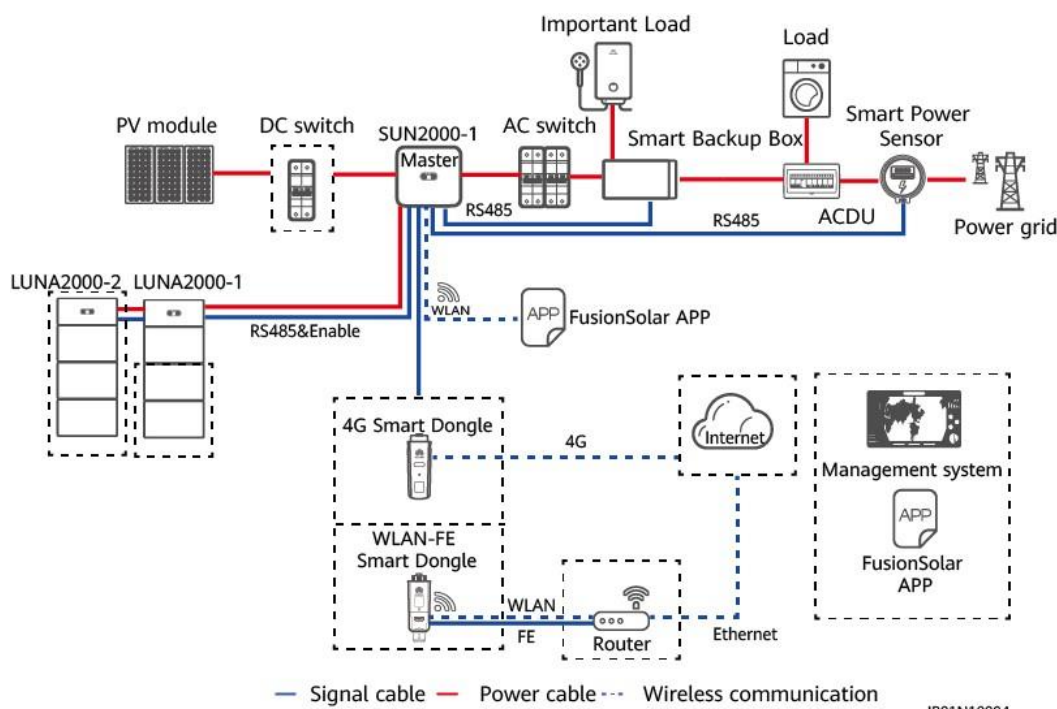 Important Load
Load
PV module
DC switch
SUN2000-1
Master
AC switch
Smart Backup Box
Smart Power
Sensor
RS485
RS485
ACDU
Power grid
LUNA2000-2
LUNA2000-1
RS485&Enable
WLAN
APP
FusionSolar APP
4G Smart Dongle
4G
Internet
Management system
APP
FusionSolar
APP
WLAN-FE
Smart Dongle
WLAN
FE
Router
Ethernet
Signal cable
Power cable
Wireless communication